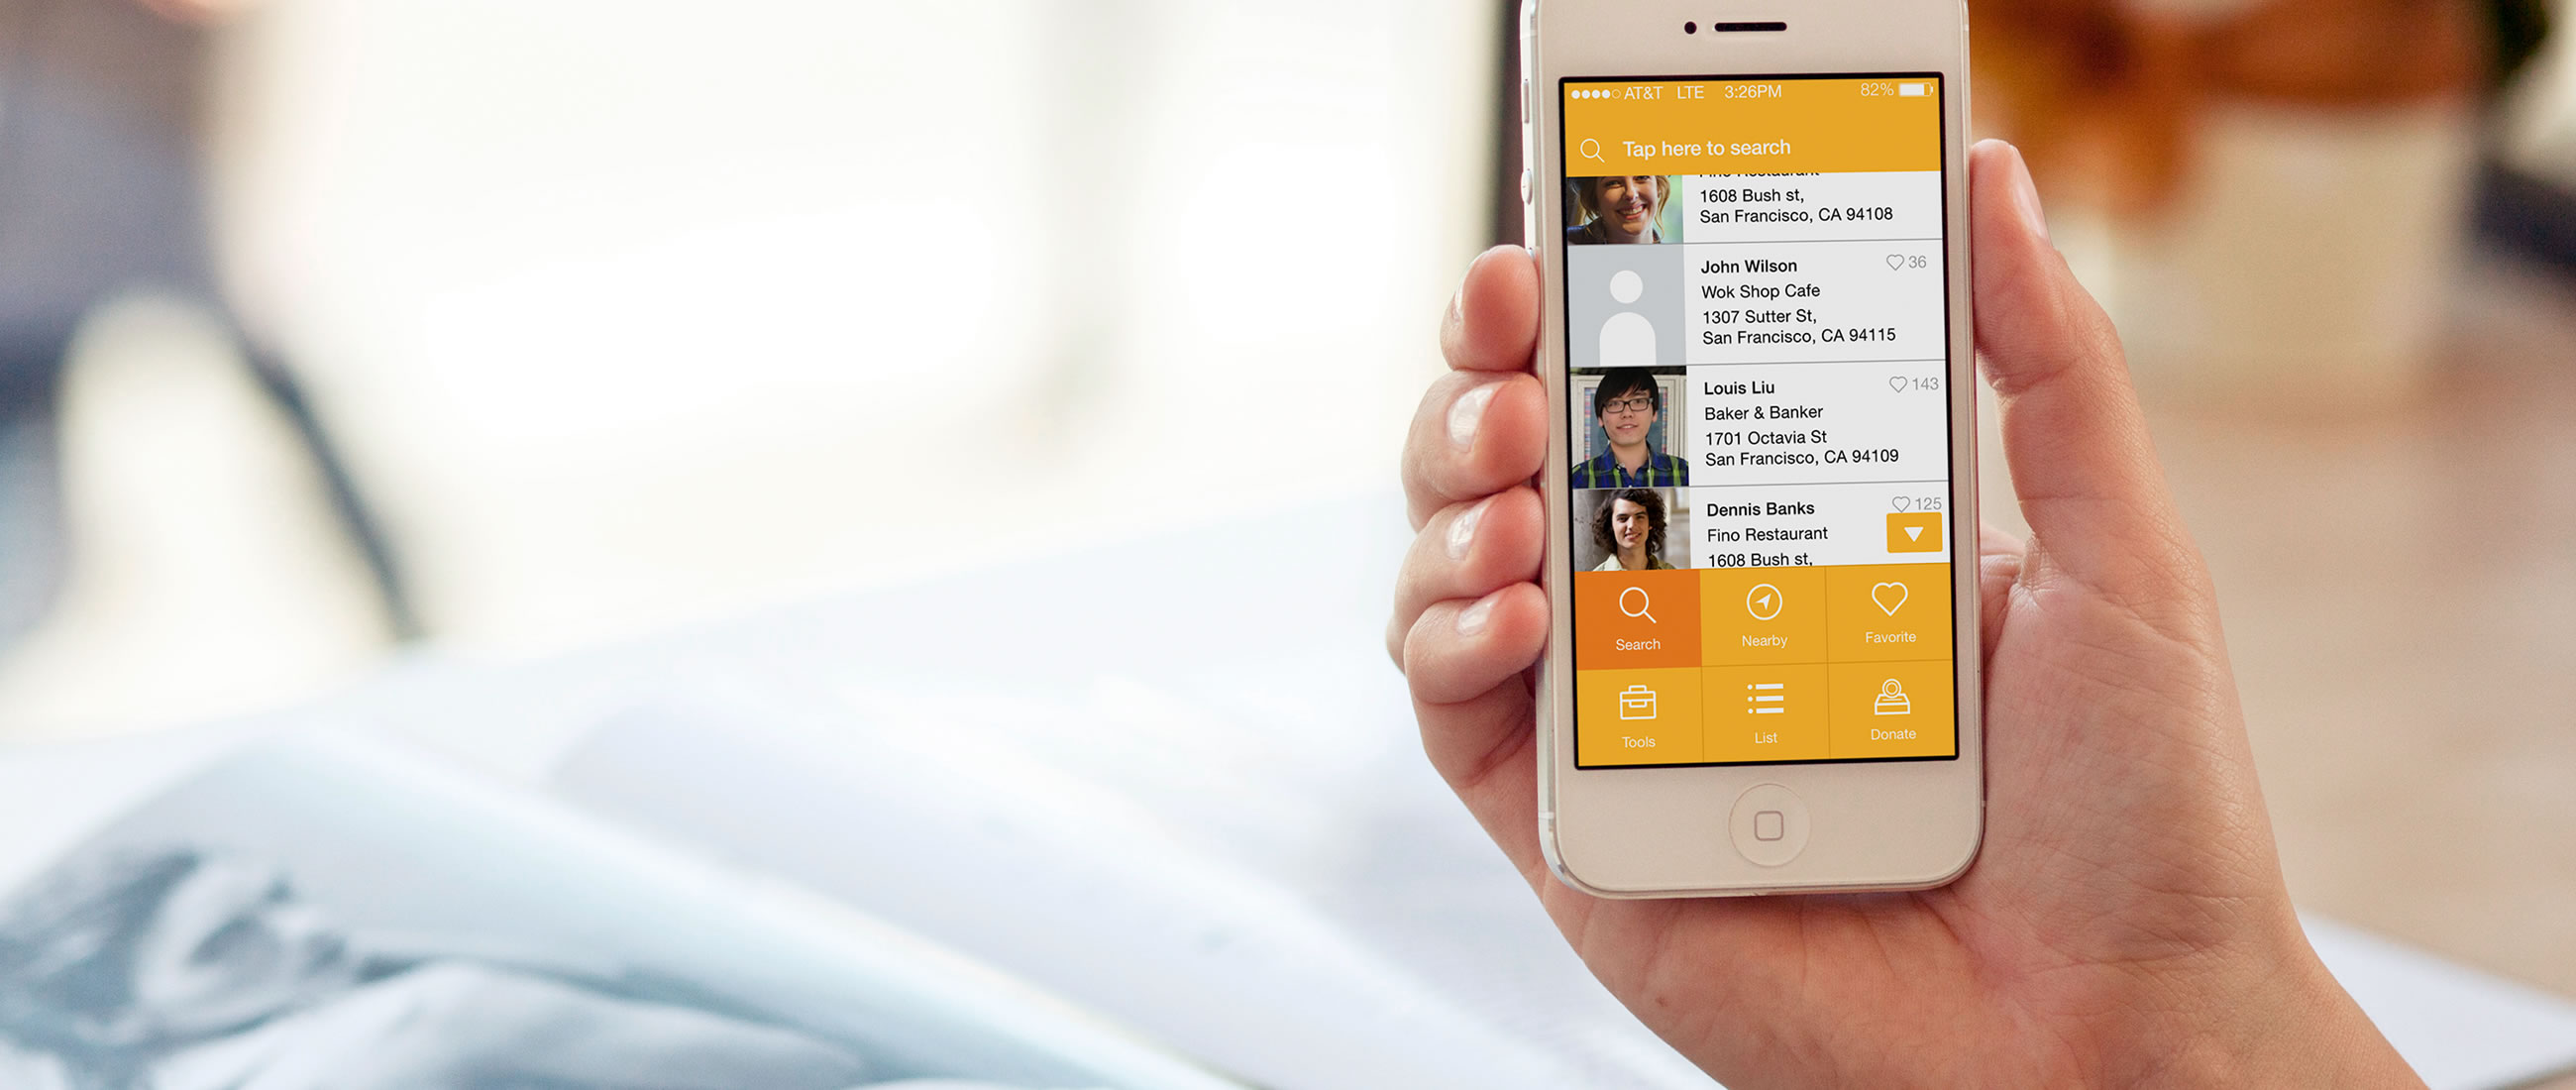 AT&T LTE 3:26PM 82%
Tap here to search
Fino Restaurant
1608 Bush st,
San Francisco, CA 94108
John Wilson 36
Wok Shop Cafe
1307 Sutter St,
San Francisco, CA 94115
Louis Liu 143
Baker & Banker
1701 Octavia St
San Francisco, CA 94109
Dennis Banks 125
Fino Restaurant
1608 Bush st,
Search Nearby Favorite
Tools List Donate